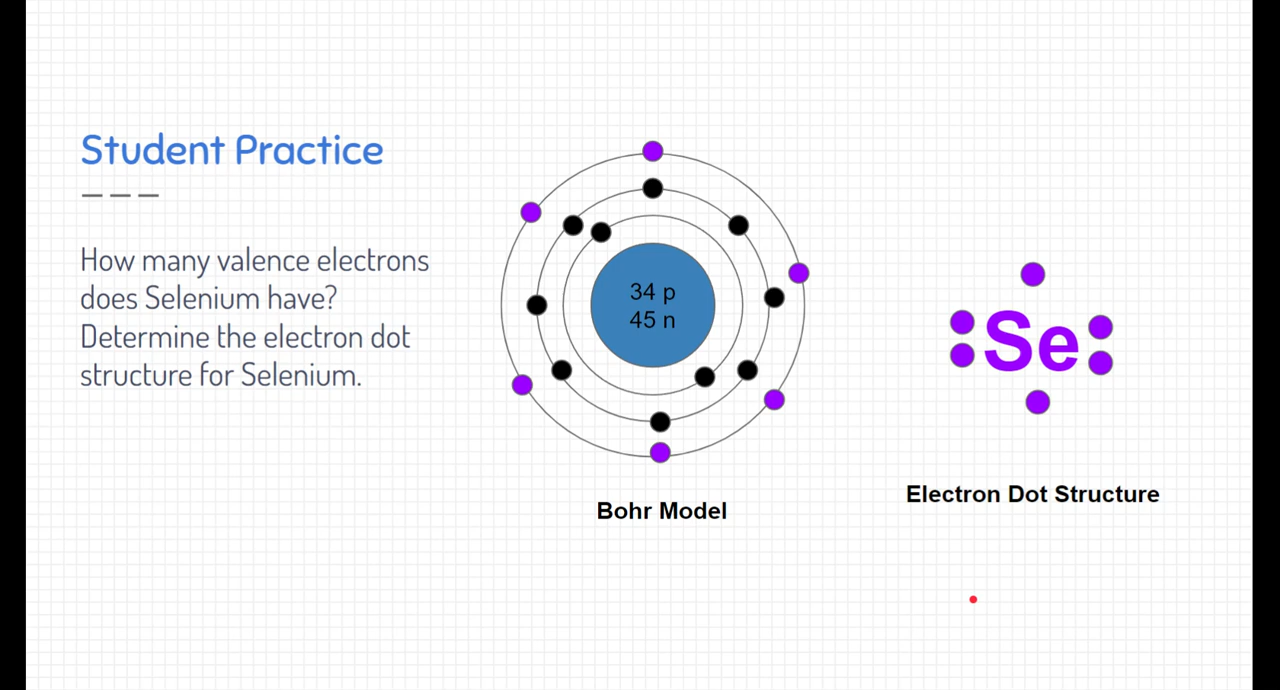 Student Practice
How many valence electrons
does Selenium have?
Determine the electron dot
structure for Selenium.
34 p
45 n
Bohr Model
Se
Electron Dot Structure